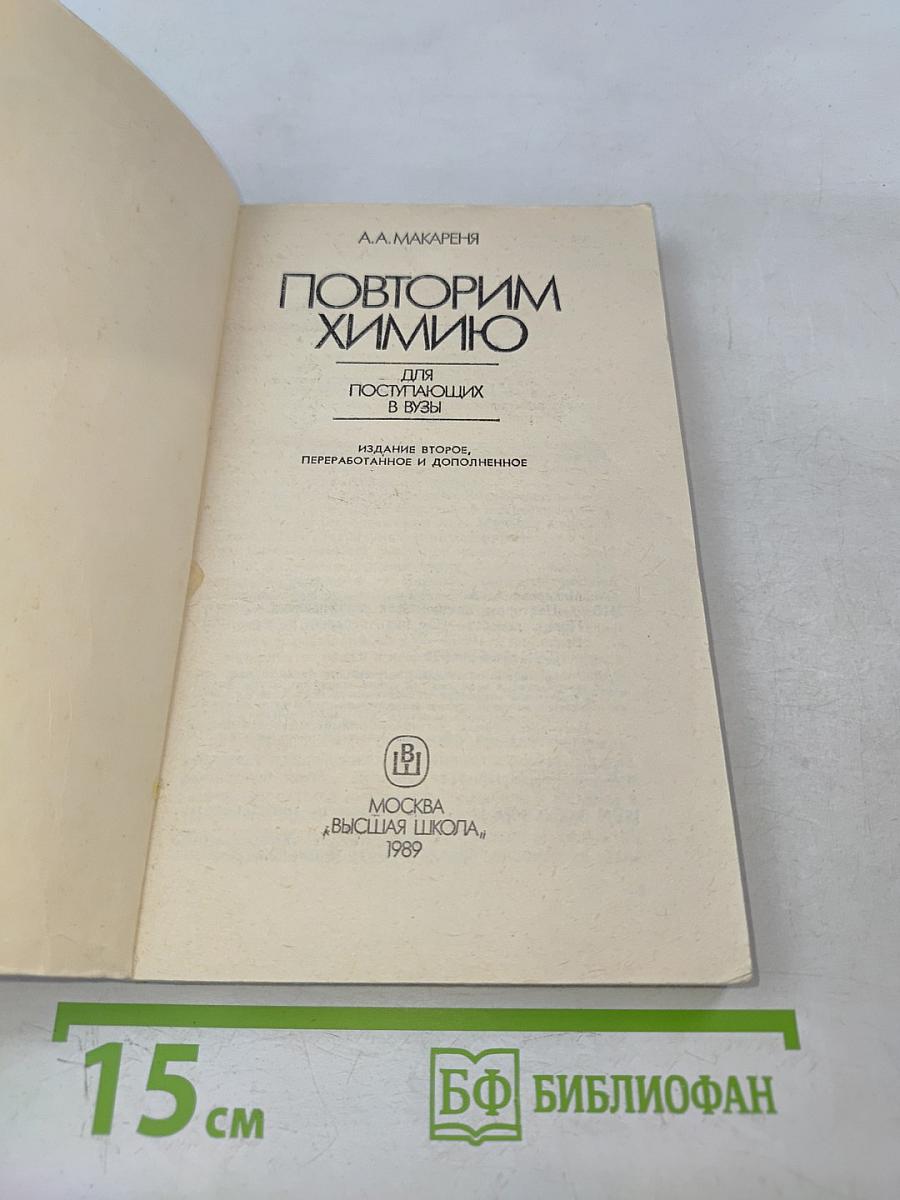 А.А. МАКАРЕНЯ
ПОВТОРИМ
ХИМИЮ
ДЛЯ
ПОСТУПАЮЩИХ
В ВУЗЫ
ИЗДАНИЕ ВТОРОЕ,
ПЕРЕРАБОТАННОЕ И ДОПОЛНЕННОЕ
ВШ
МОСКВА
„ВЫСШАЯ ШКОЛА„
1989
15 см
БФ БИБЛИОФАН